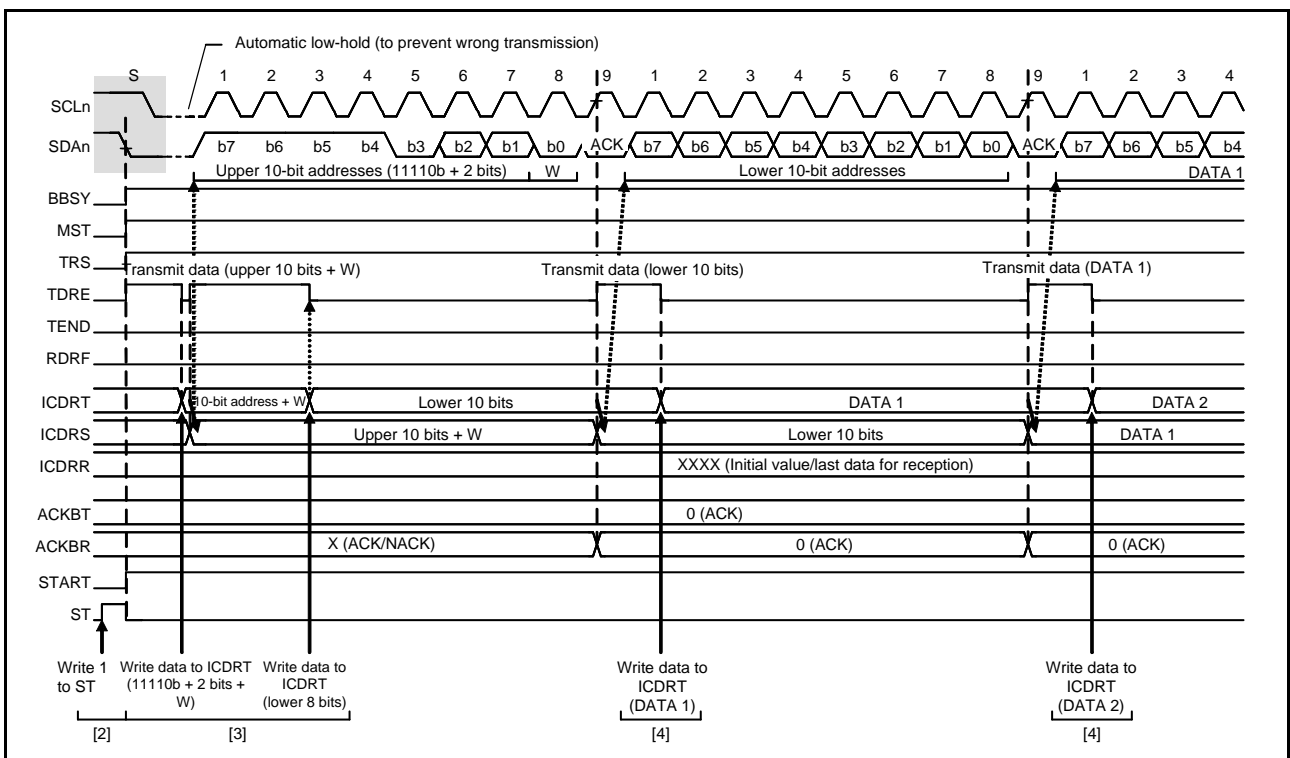 Automatic low-hold (to prevent wrong transmission)
S 1 2 3 4 5 6 7 8 9 1 2 3 4 5 6 7 8 9 1 2 3 4
SCLn
SDAn b7 b6 b5 b4 b3 b2 b1 b0 ACK b7 b6 b5 b4 b3 b2 b1 b0 ACK b7 b6 b5 b4
Upper 10-bit addresses (11110b + 2 bits) W Lower 10-bit addresses DATA 1
BBSY
MST
TRS
Transmit data (upper 10 bits + W) Transmit data (lower 10 bits) Transmit data (DATA 1)
TDRE
TEND
RDRF
ICDRT 10-bit address + W Lower 10 bits DATA 1 DATA 2
ICDRS Upper 10 bits + W Lower 10 bits DATA 1
ICDRR XXXX (Initial value/last data for reception)
ACKBT 0 (ACK)
ACKBR X (ACK/NACK) 0 (ACK) 0 (ACK)
START
ST
Write 1
to ST
Write data to ICDRT
(11110b + 2 bits +
W)
Write data to
ICDRT
(lower 8 bits)
Write data to
ICDRT
(DATA 1)
Write data to
ICDRT
(DATA 2)
[2] [3] [4] [4]